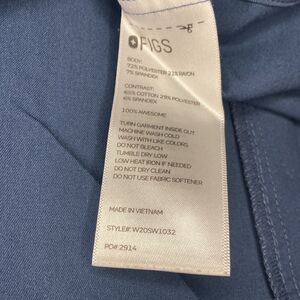 FIGS
BODY:
72% POLYESTER 21% RAYON
7% SPANDEX
CONTRAST:
65% COTTON 29% POLYESTER
6% SPANDEX
100% AWESOME
TURN GARMENT INSIDE OUT
MACHINE WASH COLD
WASH WITH LIKE COLORS
DO NOT BLEACH
TUMBLE DRY LOW
LOW HEAT IRON IF NEEDED
DO NOT DRY CLEAN
DO NOT USE FABRIC SOFTENER
MADE IN VIETNAM
STYLE#: W20SW1032
PO# 2914